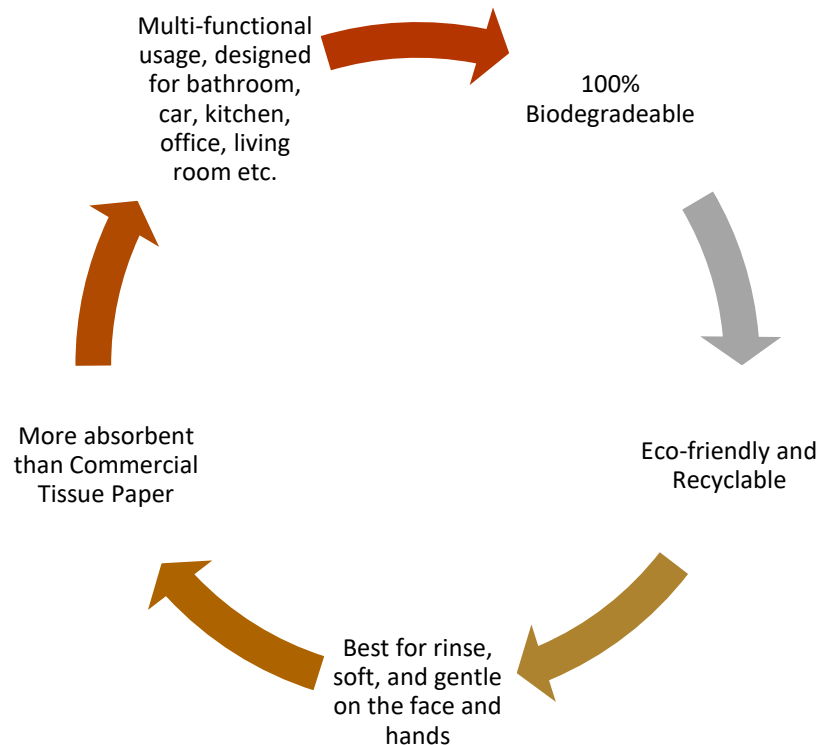 Multi-functional
usage, designed
for bathroom,
car, kitchen,
office, living
room etc.
100%
Biodegradeable
Eco-friendly and
Recyclable
Best for rinse,
soft, and gentle
on the face and
hands
More absorbent
than Commercial
Tissue Paper